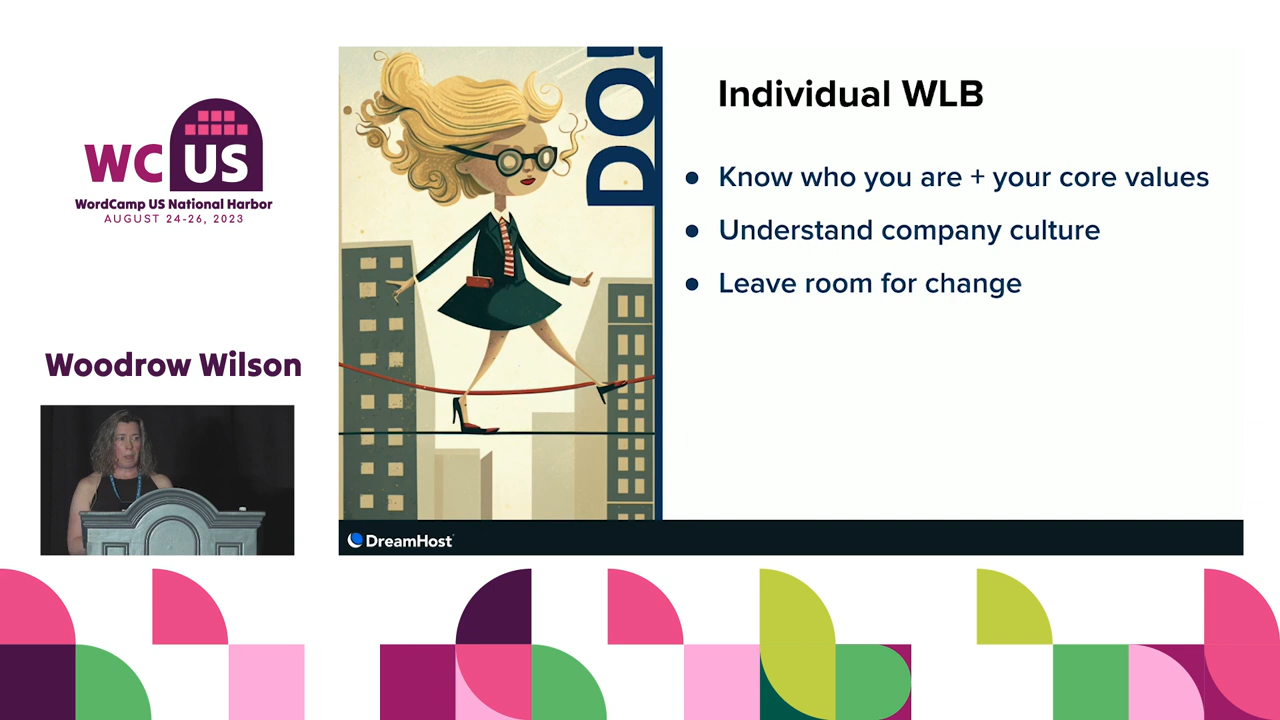 WC US
WordCamp US National Harbor
AUGUST 24-26, 2023
Woodrow Wilson
DO!
Individual WLB
● Know who you are + your core values
● Understand company culture
● Leave room for change
DreamHost